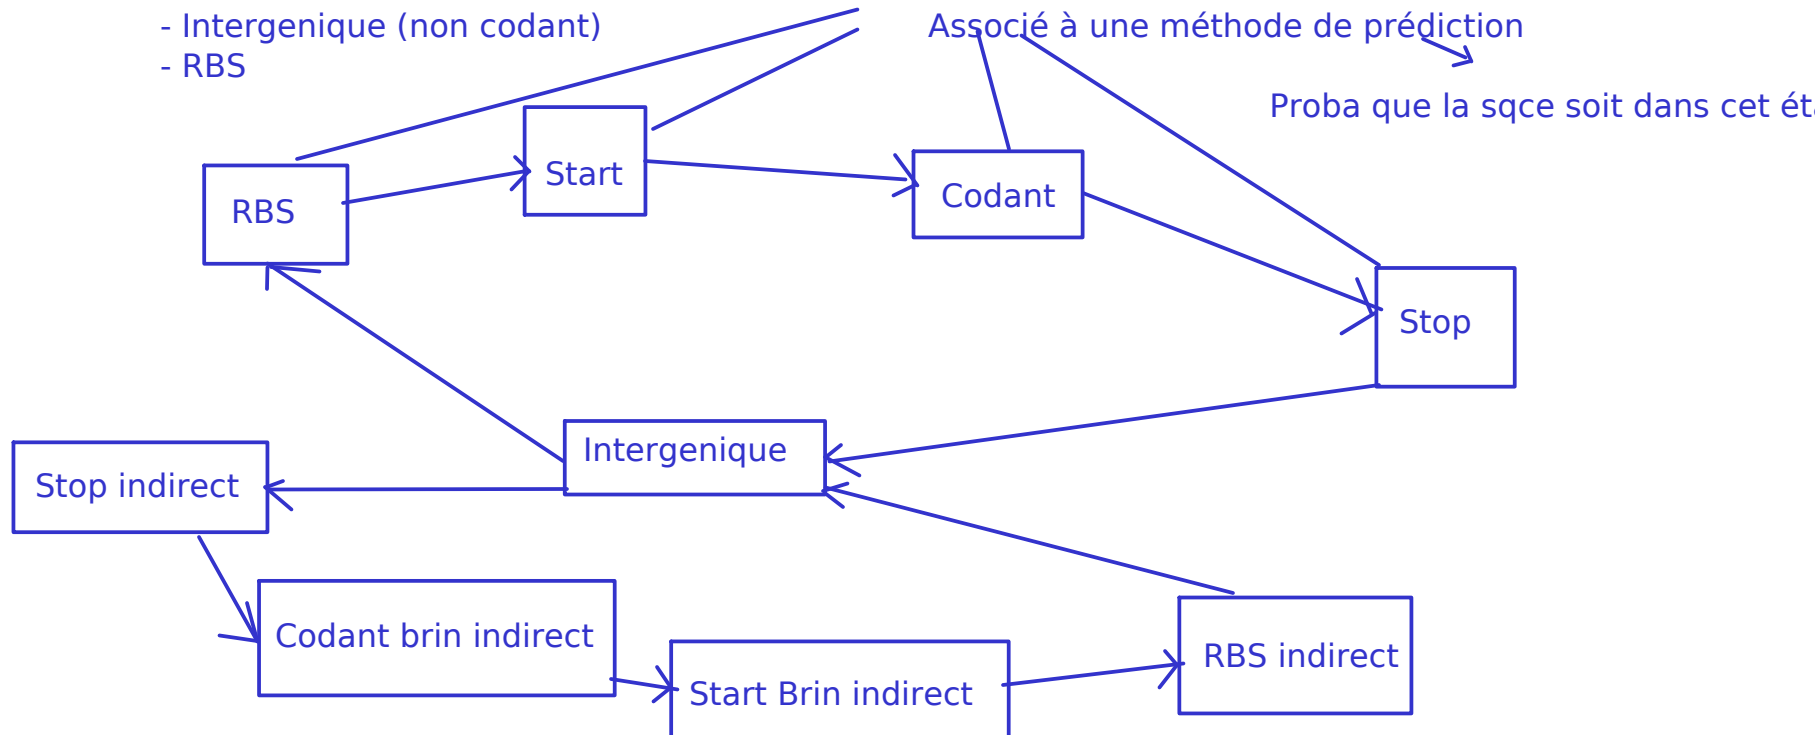 - Intergenique (non codant)
Associé à une méthode de prédiction
- RBS
Proba que la sqce soit dans cet
Start
Codant
RBS
Stop
Intergenique
Stop indirect
Codant brin indirect
RBS indirect
Start Brin indirect